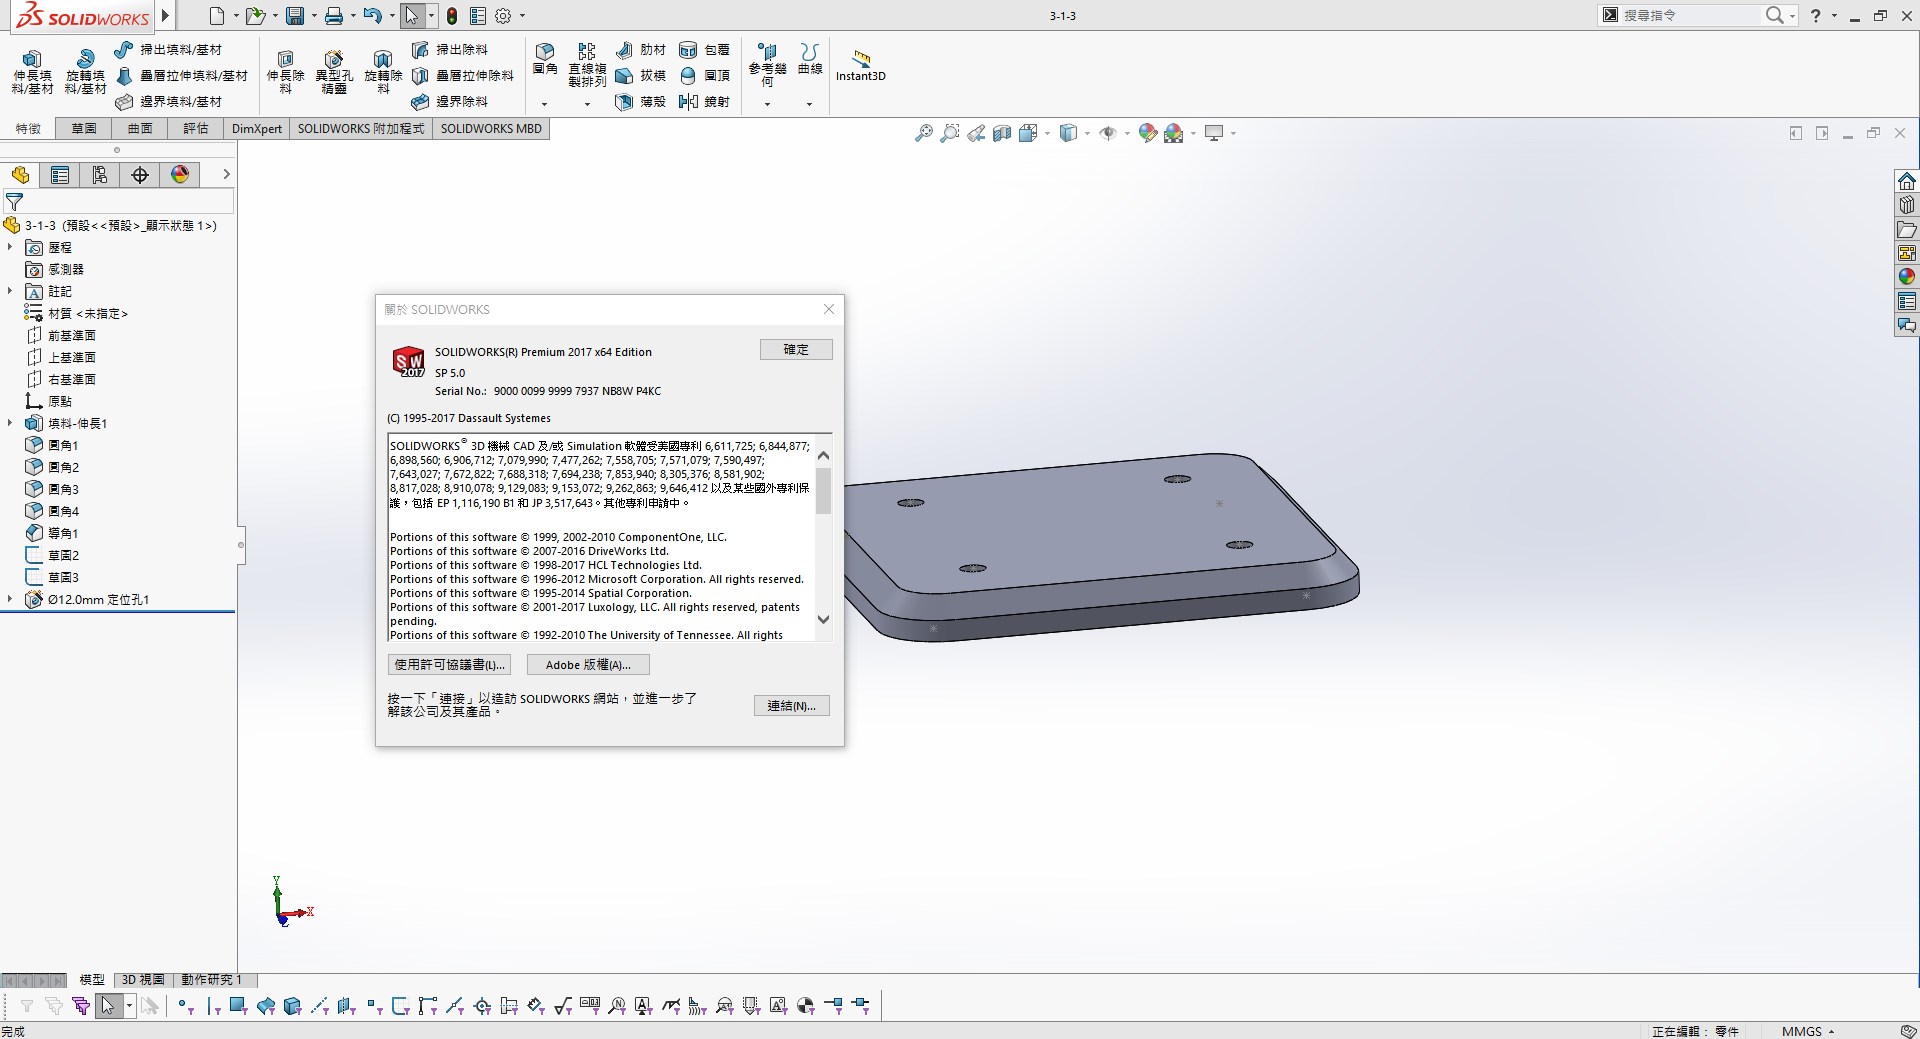 SOLIDWORKS
3-1-3
搜尋指令
伸長填料/基材
旋轉填料/基材
掃出填料/基材
疊層拉伸填料/基材
邊界填料/基材
伸長除料
異型孔精靈
旋轉除料
掃出除料
疊層拉伸除料
邊界除料
圓角
直線複製排列
肋材
拔模
薄殼
包覆
圓頂
鏡射
參考幾何
曲線
Instant3D
特徵
草圖
曲面
評估
DimXpert
SOLIDWORKS 附加程式
SOLIDWORKS MBD
3-1-3 (預設<<預設>_顯示狀態 1>)
歷程
感測器
註記
材質 <未指定>
前基準面
上基準面
右基準面
原點
填料-伸長1
圓角1
圓角2
圓角3
圓角4
導角1
草圖2
草圖3
Ø12.0mm 定位孔1
關於 SOLIDWORKS
SW
2017
SOLIDWORKS(R) Premium 2017 x64 Edition
確定
SP 5.0
Serial No.: 9000 0099 9999 7937 NB8W P4KC
(C) 1995-2017 Dassault Systemes
SOLIDWORKS® 3D 機械 CAD 及/或 Simulation 軟體受美國專利 6,611,725; 6,844,877;
6,898,560; 6,906,712; 7,079,990; 7,477,262; 7,558,705; 7,571,079; 7,590,497;
7,643,027; 7,672,822; 7,688,318; 7,694,238; 7,853,940; 8,305,376; 8,581,902;
8,817,028; 8,910,078; 9,129,083; 9,153,072; 9,262,863; 9,646,412 以及某些國外專利保
護，包括 EP 1,116,190 B1 和 JP 3,517,643。其他專利申請中。
Portions of this software © 1999, 2002-2010 ComponentOne, LLC.
Portions of this software © 2007-2016 DriveWorks Ltd.
Portions of this software © 1998-2017 HCL Technologies Ltd.
Portions of this software © 1996-2012 Microsoft Corporation. All rights reserved.
Portions of this software © 1995-2014 Spatial Corporation.
Portions of this software © 2001-2017 Luxology, LLC. All rights reserved, patents
pending.
Portions of this software © 1992-2010 The University of Tennessee. All rights
使用許可協議書(L)...
Adobe 版權(A)...
按一下「連接」以造訪 SOLIDWORKS 網站，並進一步了
解該公司及其產品。
連結(N)...
Y
X
Z
模型
3D 視圖
動作研究 1
完成
正在編輯： 零件
MMGS